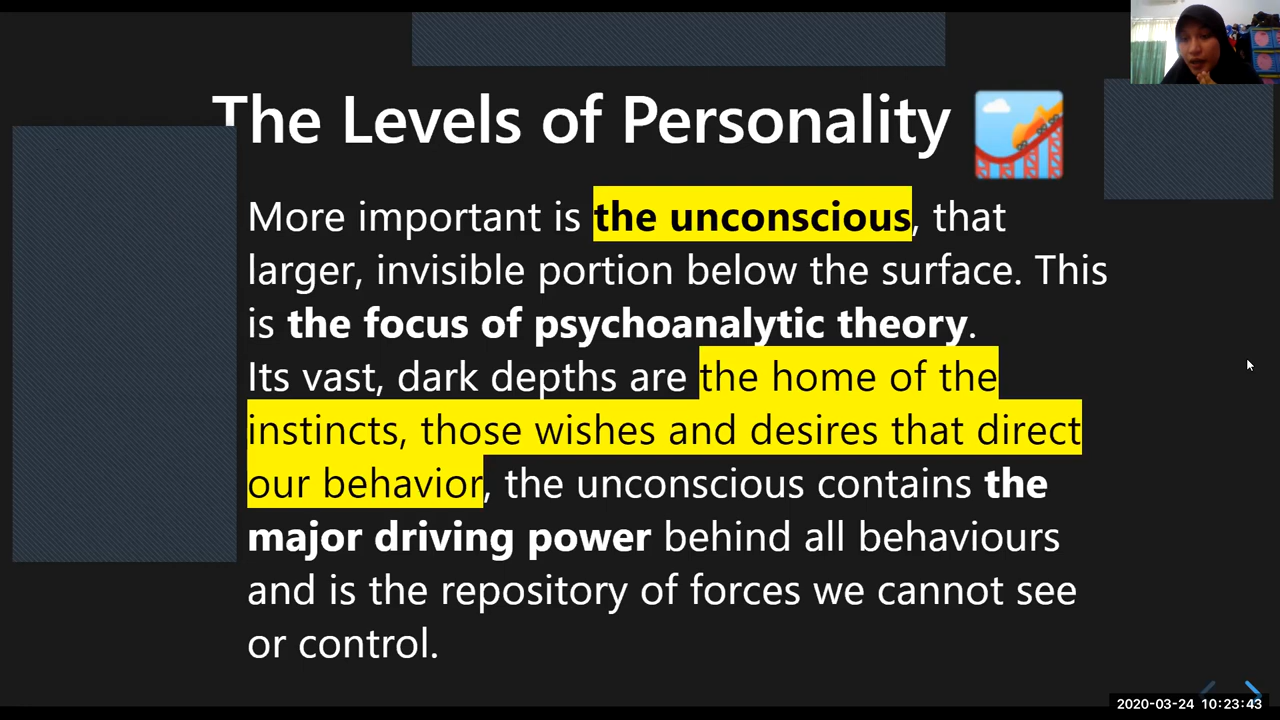 The Levels of Personality
More important is the unconscious, that
larger, invisible portion below the surface. This
is the focus of psychoanalytic theory.
Its vast, dark depths are the home of the
instincts, those wishes and desires that direct
our behavior, the unconscious contains the
major driving power behind all behaviours
and is the repository of forces we cannot see
or control.
2020-03-24 10:23:43